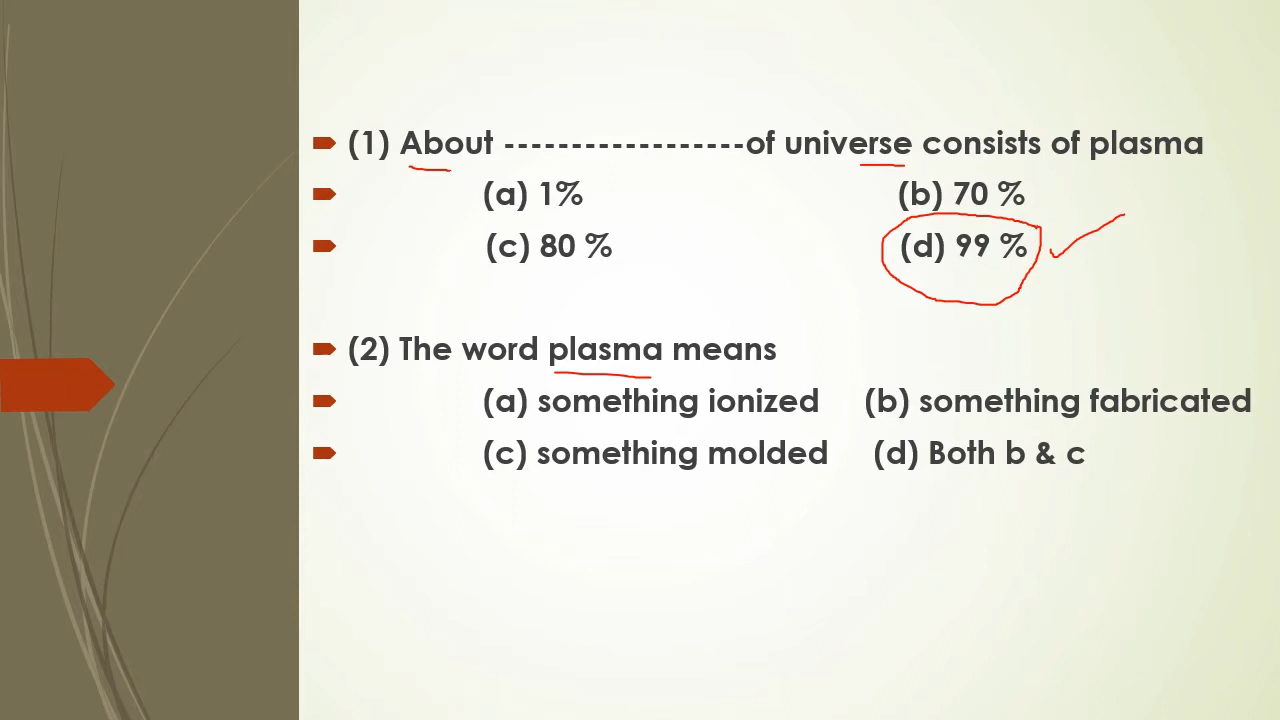 (1) About ------------------of universe consists of plasma
(a) 1% (b) 70 %
(c) 80 % (d) 99 %
(2) The word plasma means
(a) something ionized (b) something fabricated
(c) something molded (d) Both b & c